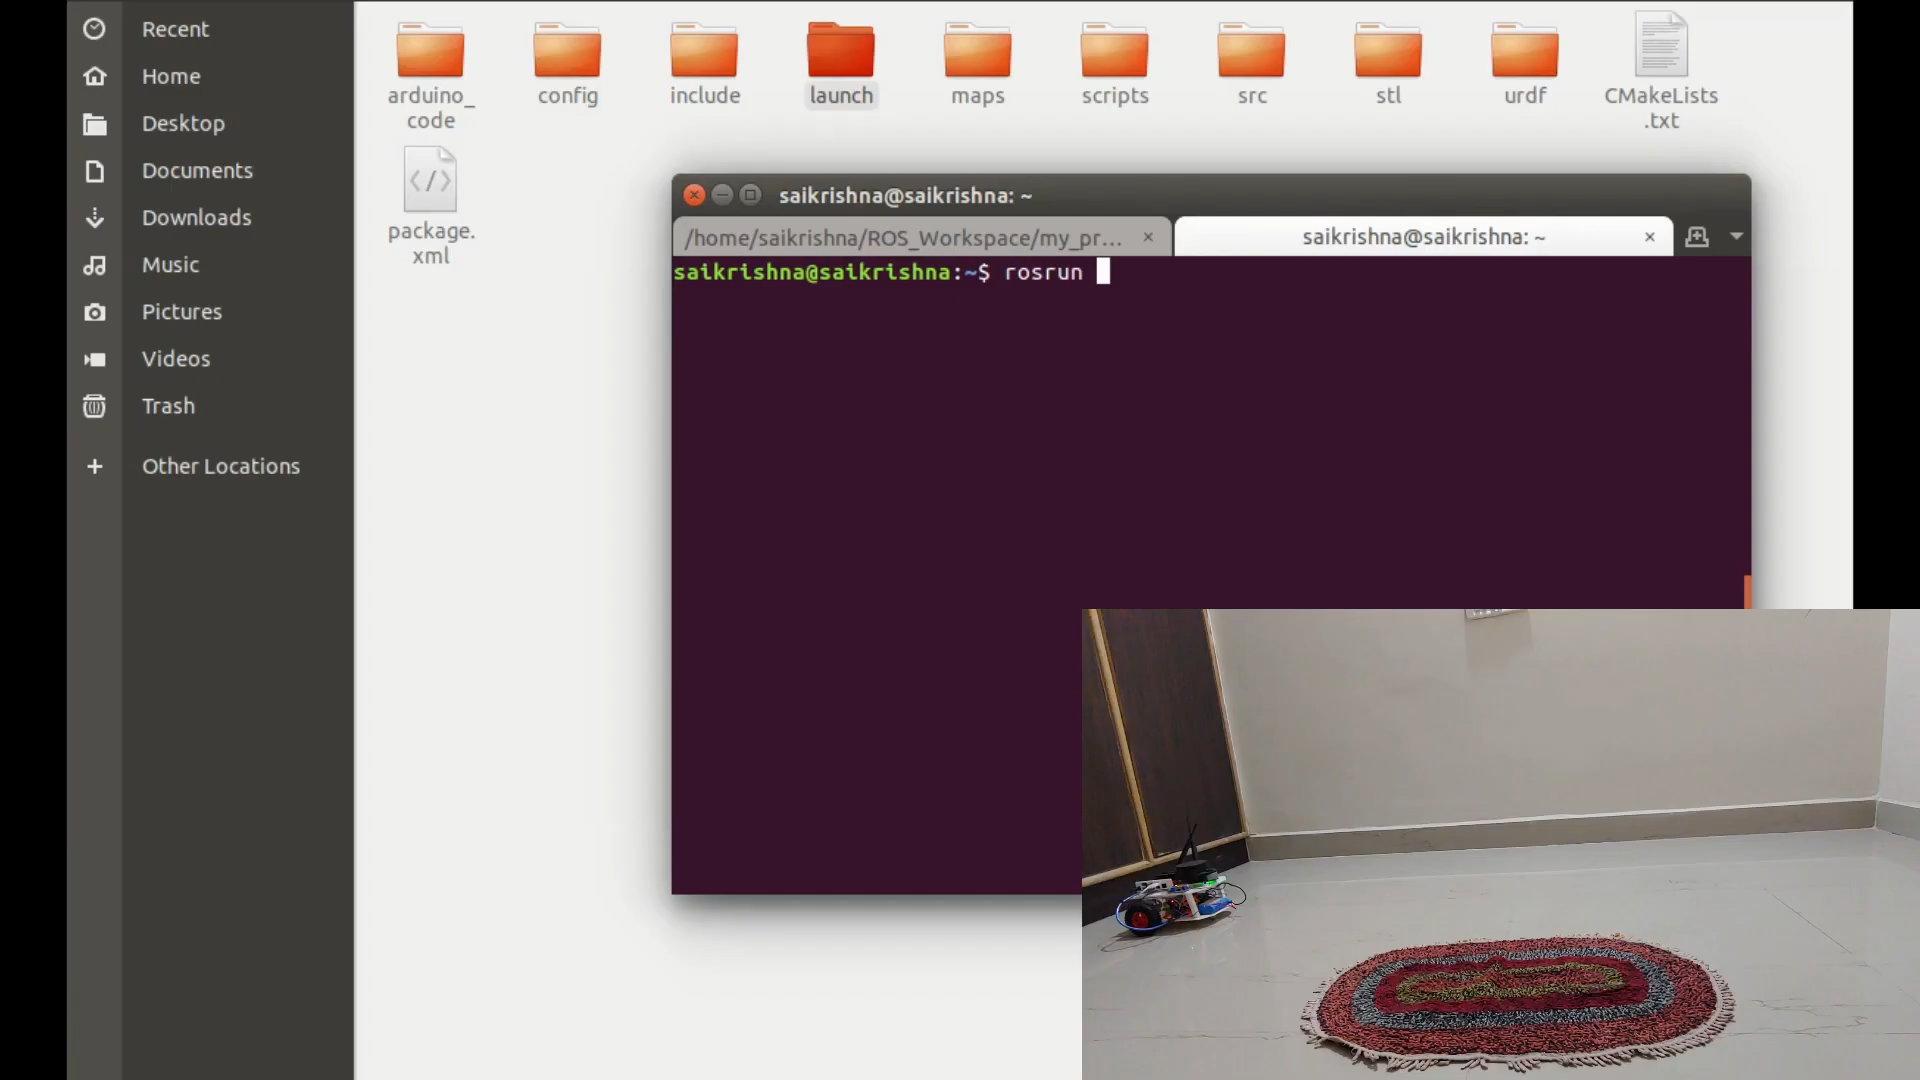 Recent
Home
Desktop
Documents
Downloads
Music
Pictures
Videos
Trash
+ Other Locations
arduino_
code
config
include
launch
maps
scripts
src
stl
urdf
CMakeLists
.txt
package.
xml
saikrishna@saikrishna: ~
/home/saikrishna/ROS_Workspace/my_pr... ×
saikrishna@saikrishna: ~ ×
saikrishna@saikrishna:~$ rosrun